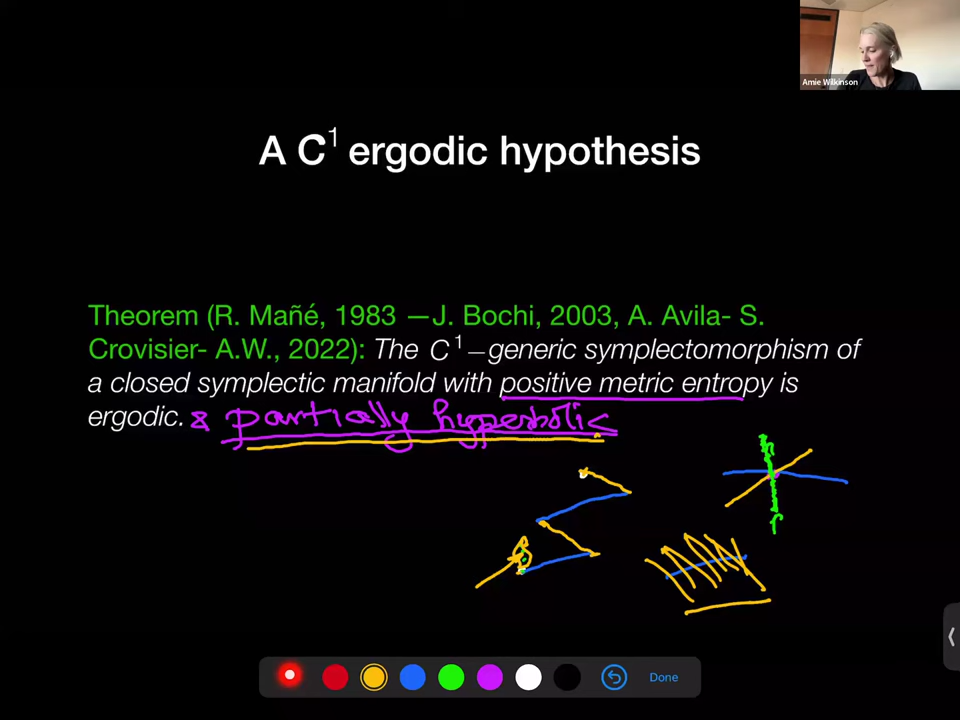 Amie Wilkinson
A C¹ ergodic hypothesis
Theorem (R. Mañé, 1983 —J. Bochi, 2003, A. Avila- S.
Crovisier- A.W., 2022): The C¹–generic symplectomorphism of
a closed symplectic manifold with positive metric entropy is
ergodic. & partially hyperbolic
Done